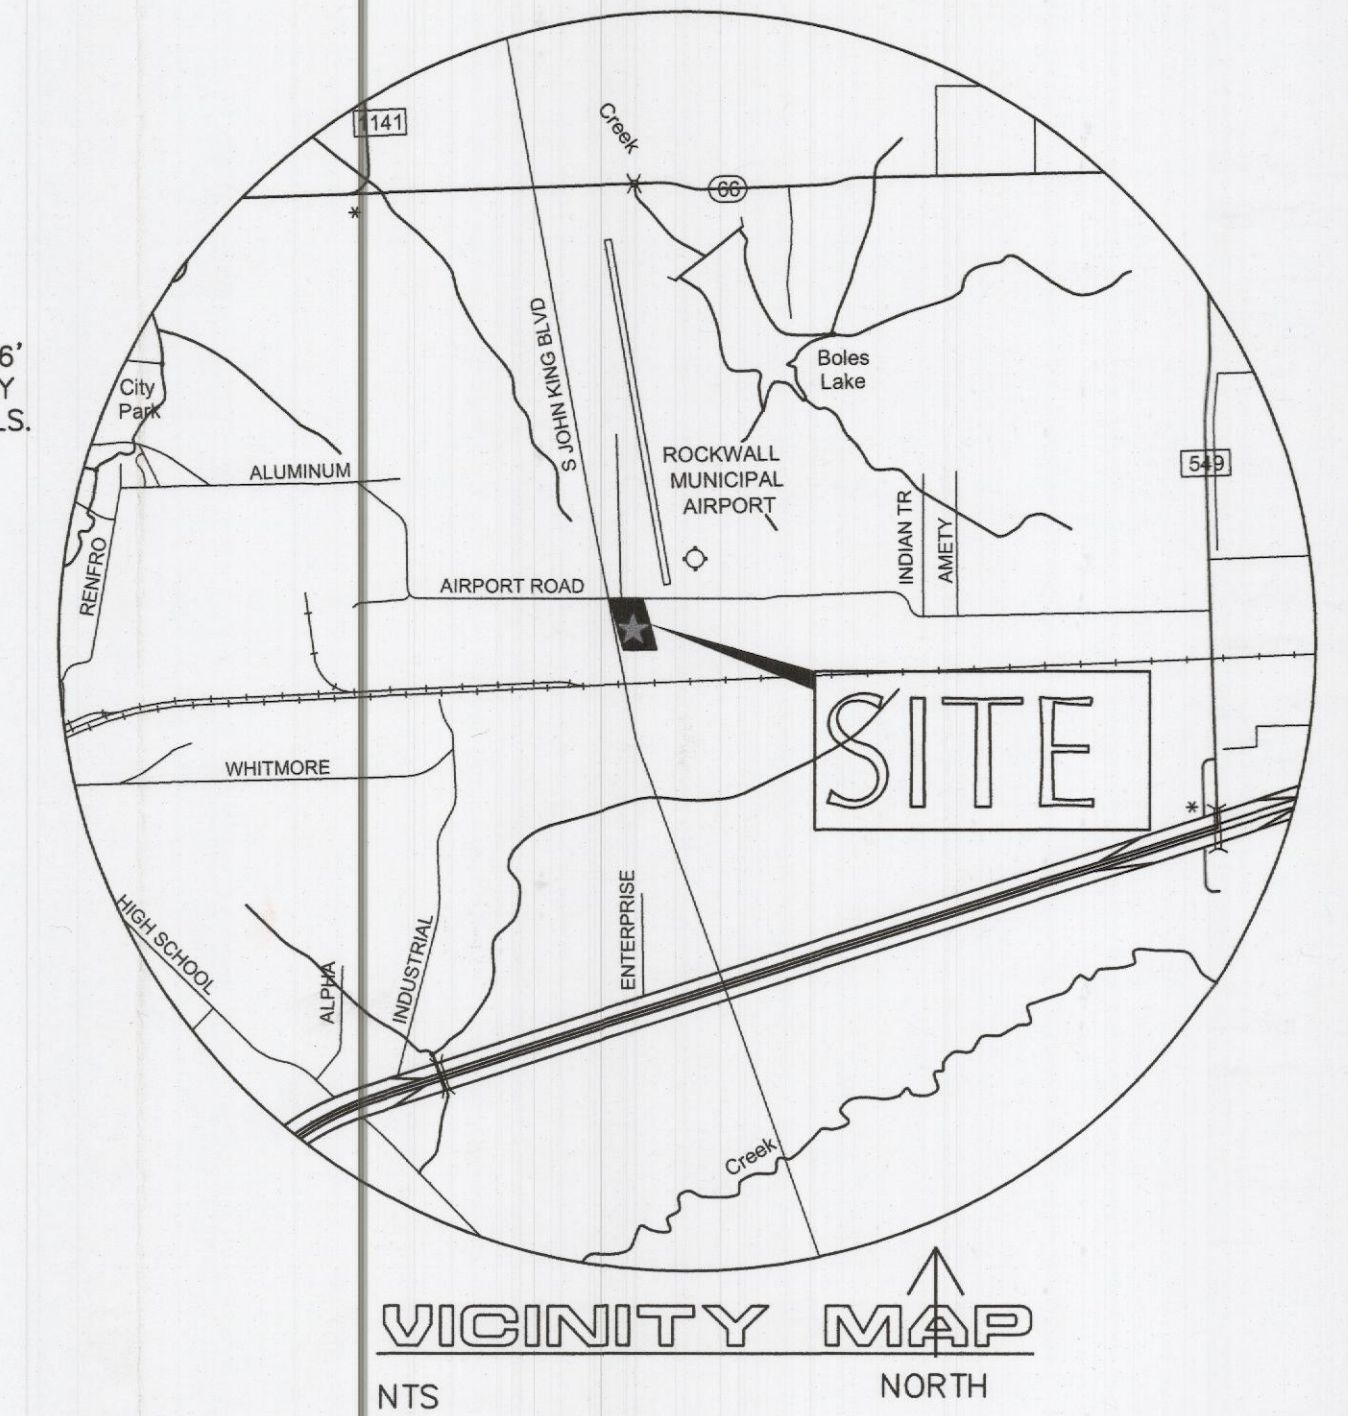 1141
Creek
66
6'
Y
LS.
City
Park
S JOHN KING BLVD
Boles
Lake
ROCKWALL
MUNICIPAL
AIRPORT
549
ALUMINUM
RENFRO
INDIAN TR
AMETY
AIRPORT ROAD
SITE
WHITMORE
HIGH SCHOOL
ALPHA
INDUSTRIAL
ENTERPRISE
Creek
VICINITY MAP
NTS
NORTH